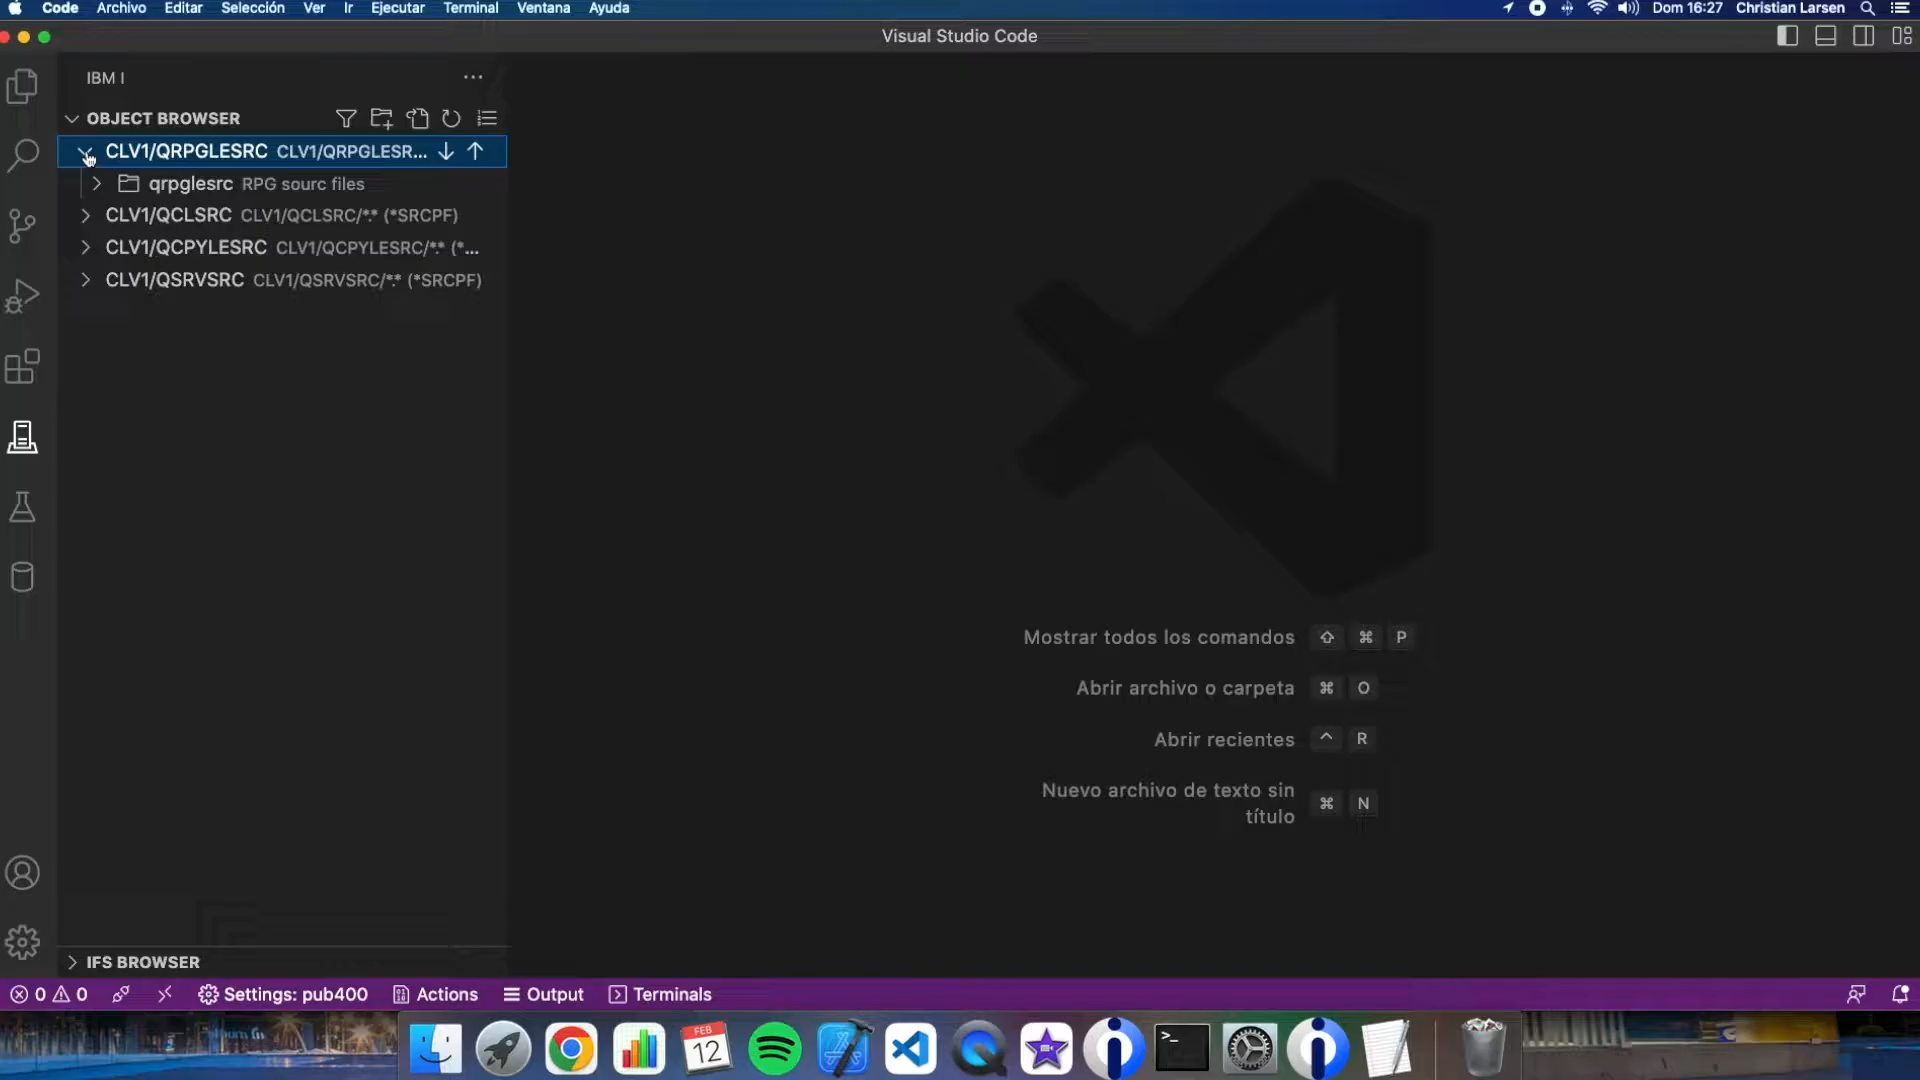 Code Archivo Editar Selección Ver Ir Ejecutar Terminal Ventana Ayuda Dom 16:27 Christian Larsen
Visual Studio Code
IBM I
OBJECT BROWSER
CLV1/QRPGLESRC CLV1/QRPGLESR...
qrpglesrc RPG sourc files
CLV1/QCLSRC CLV1/QCLSRC/*.* (*SRCPF)
CLV1/QCPYLESRC CLV1/QCPYLESRC/*.* (*...
CLV1/QSRVSRC CLV1/QSRVSRC/*.* (*SRCPF)
Mostrar todos los comandos ⇧ ⌘ P
Abrir archivo o carpeta ⌘ O
Abrir recientes ^ R
Nuevo archivo de texto sin
título ⌘ N
IFS BROWSER
0 0 Settings: pub400 Actions Output Terminals
FEB
12